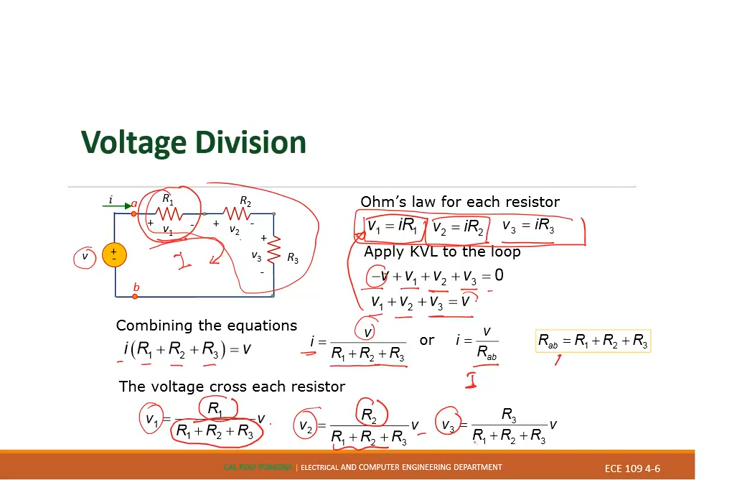 Voltage Division
i
a
R1
R2
+ v1 -
+ v2 -
I
v
+
-
+
v3
-
R3
b
Ohm's law for each resistor
v1 = iR1 v2 = iR2 v3 = iR3
Apply KVL to the loop
-v + v1 + v2 + v3 = 0
v1 + v2 + v3 = v
Combining the equations
i(R1 + R2 + R3) = v
i = v / (R1 + R2 + R3) or i = v / Rab
Rab = R1 + R2 + R3
I
The voltage cross each resistor
v1 = R1 / (R1 + R2 + R3) v
v2 = R2 / (R1 + R2 + R3) v
v3 = R3 / (R1 + R2 + R3) v
CAL POLY POMONA | ELECTRICAL AND COMPUTER ENGINEERING DEPARTMENT
ECE 109 4-6